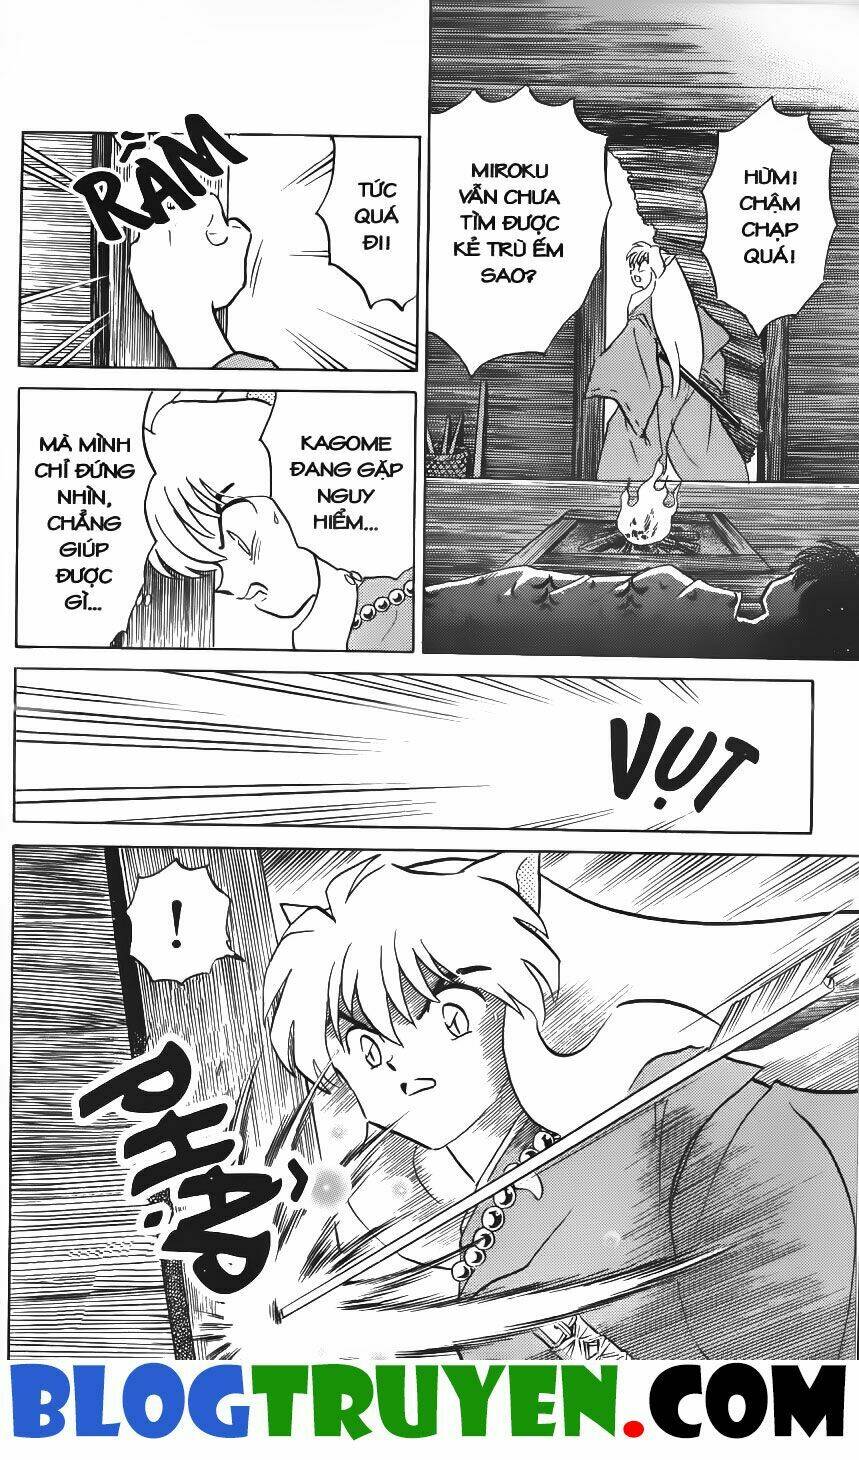 HỪM!
CHẬM
CHẠP
QUÁ!
MIROKU
VẪN CHƯA
TÌM ĐƯỢC
KẺ TRÙ ẾM
SAO?
TỨC
QUÁ
ĐI!
RẦM
KAGOME
ĐANG GẶP
NGUY
HIỂM...
MÀ MÌNH
CHỈ ĐỨNG
NHÌN,
CHẲNG
GIÚP
ĐƯỢC
GÌ...
VỤT
!
PHẬP
BLOGTRUYEN.COM